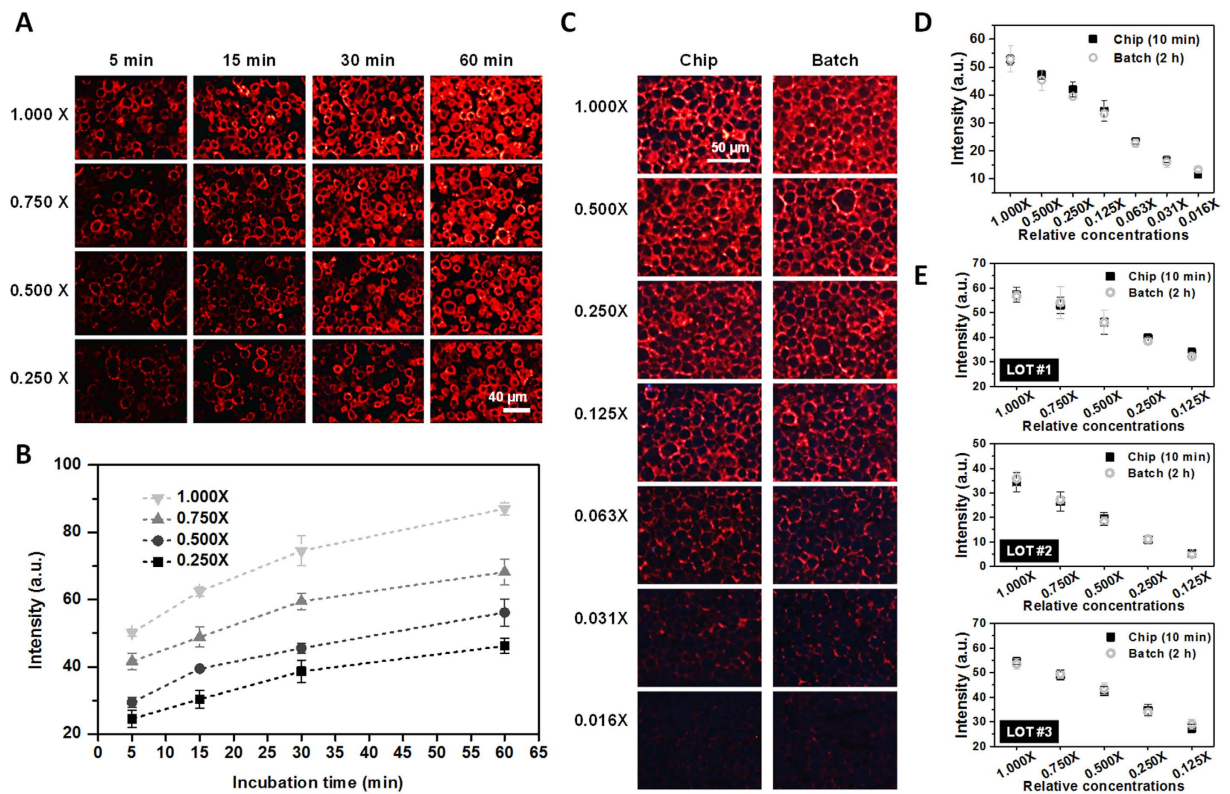 A
5 min 15 min 30 min 60 min
1.000 X
0.750 X
0.500 X
0.250 X
40 µm
B
100
80
60
40
20
Intensity (a.u.)
1.000X
0.750X
0.500X
0.250X
0 5 10 15 20 25 30 35 40 45 50 55 60 65
Incubation time (min)
C
Chip Batch
1.000X
50 µm
0.500X
0.250X
0.125X
0.063X
0.031X
0.016X
D
60
50
40
30
20
10
Intensity (a.u.)
Chip (10 min)
Batch (2 h)
1.000X 0.500X 0.250X 0.125X 0.063X 0.031X 0.016X
Relative concentrations
E
70
60
50
40
30
20
Intensity (a.u.)
Chip (10 min)
Batch (2 h)
LOT #1
1.000X 0.750X 0.500X 0.250X 0.125X
Relative concentrations
50
40
30
20
10
0
Intensity (a.u.)
Chip (10 min)
Batch (2 h)
LOT #2
1.000X 0.750X 0.500X 0.250X 0.125X
Relative concentrations
70
60
50
40
30
20
Intensity (a.u.)
Chip (10 min)
Batch (2 h)
LOT #3
1.000X 0.750X 0.500X 0.250X 0.125X
Relative concentrations